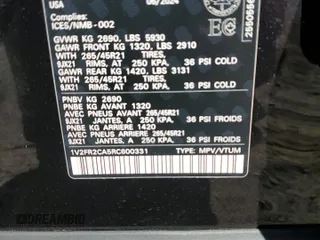 06/2024
ICES/NMB-002
EC
GVWR KG 2690, LBS 5930
GAWR FRONT KG 1320, LBS 2910
WITH 265/45R21 TIRES,
9JX21 RIMS, AT 250 KPA, 36 PSI COLD
GAWR REAR KG 1420, LBS 3131
WITH 265/45R21 TIRES,
9JX21 RIMS, AT 250 KPA, 36 PSI COLD
PNBV KG 2690
PNBE KG AVANT 1320
AVEC PNEUS AVANT 265/45R21
9JX21 JANTES, A 250 KPA, 36 PSI FROIDS
PNBE KG ARRIERE 1420
AVEC PNEUS ARRIERE 265/45R21
9JX21 JANTES, A 250 KPA, 36 PSI FROIDS
1V2FR2CA5RC600331 TYPE: MPV/VTUM
DREAMBID